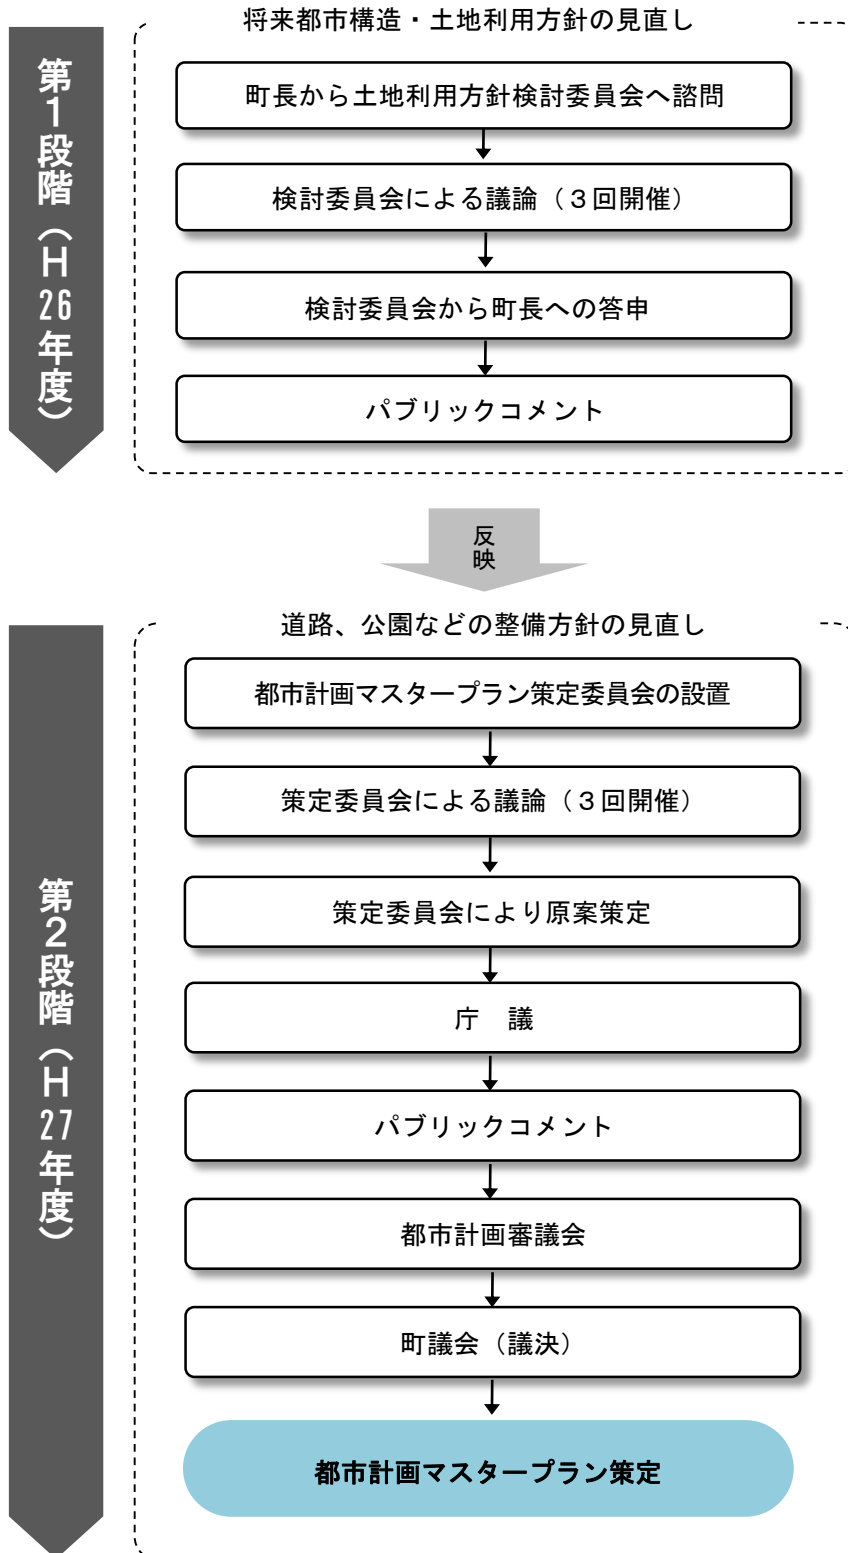 将来都市構造・土地利用方針の見直し
第1段階（H26年度）
町長から土地利用方針検討委員会へ諮問
検討委員会による議論（３回開催）
検討委員会から町長への答申
パブリックコメント
反映
道路、公園などの整備方針の見直し
第2段階（H27年度）
都市計画マスタープラン策定委員会の設置
策定委員会による議論（３回開催）
策定委員会により原案策定
庁　議
パブリックコメント
都市計画審議会
町議会（議決）
都市計画マスタープラン策定